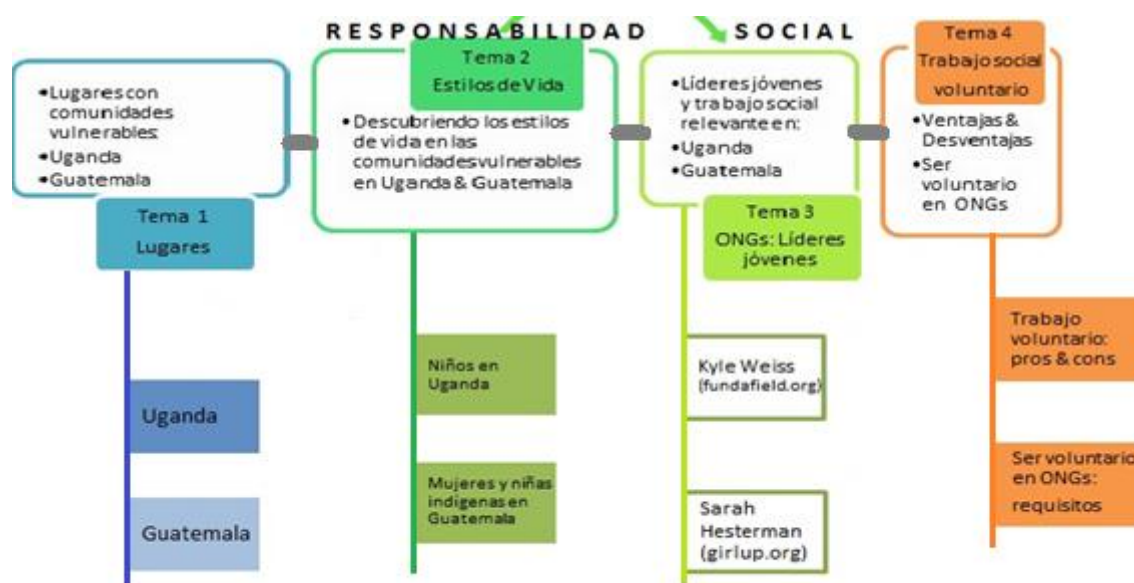 RESPONSABILIDAD SOCIAL
•Lugares con
comunidades
vulnerables:
•Uganda
•Guatemala
Tema 1
Lugares
Uganda
Guatemala
Tema 2
Estilos de Vida
•Descubriendo los estilos
de vida en las
comunidades vulnerables
en Uganda & Guatemala
Niños en
Uganda
Mujeres y niñas
indígenas en
Guatemala
•Líderes jóvenes
y trabajo social
relevante en:
•Uganda
•Guatemala
Tema 3
ONGs: Líderes
jóvenes
Kyle Weiss
(fundafield.org)
Sarah
Hesterman
(girlup.org)
Tema 4
Trabajo social
voluntario
•Ventajas &
Desventajas
•Ser
voluntario
en ONGs
Trabajo
voluntario:
pros & cons
Ser voluntario
en ONGs:
requisitos